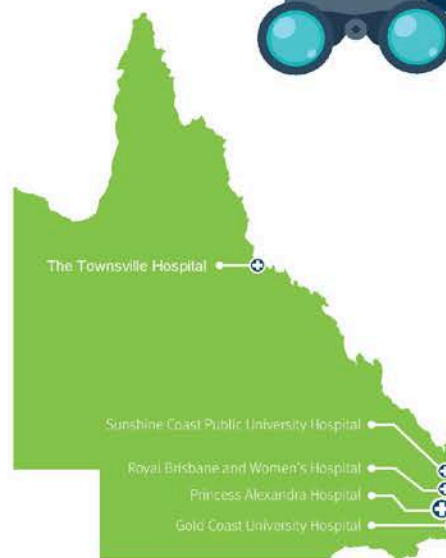 The Townsville Hospital
Sunshine Coast Public University Hospital
Royal Brisbane and Women's Hospital
Princess Alexandra Hospital
Gold Coast University Hospital